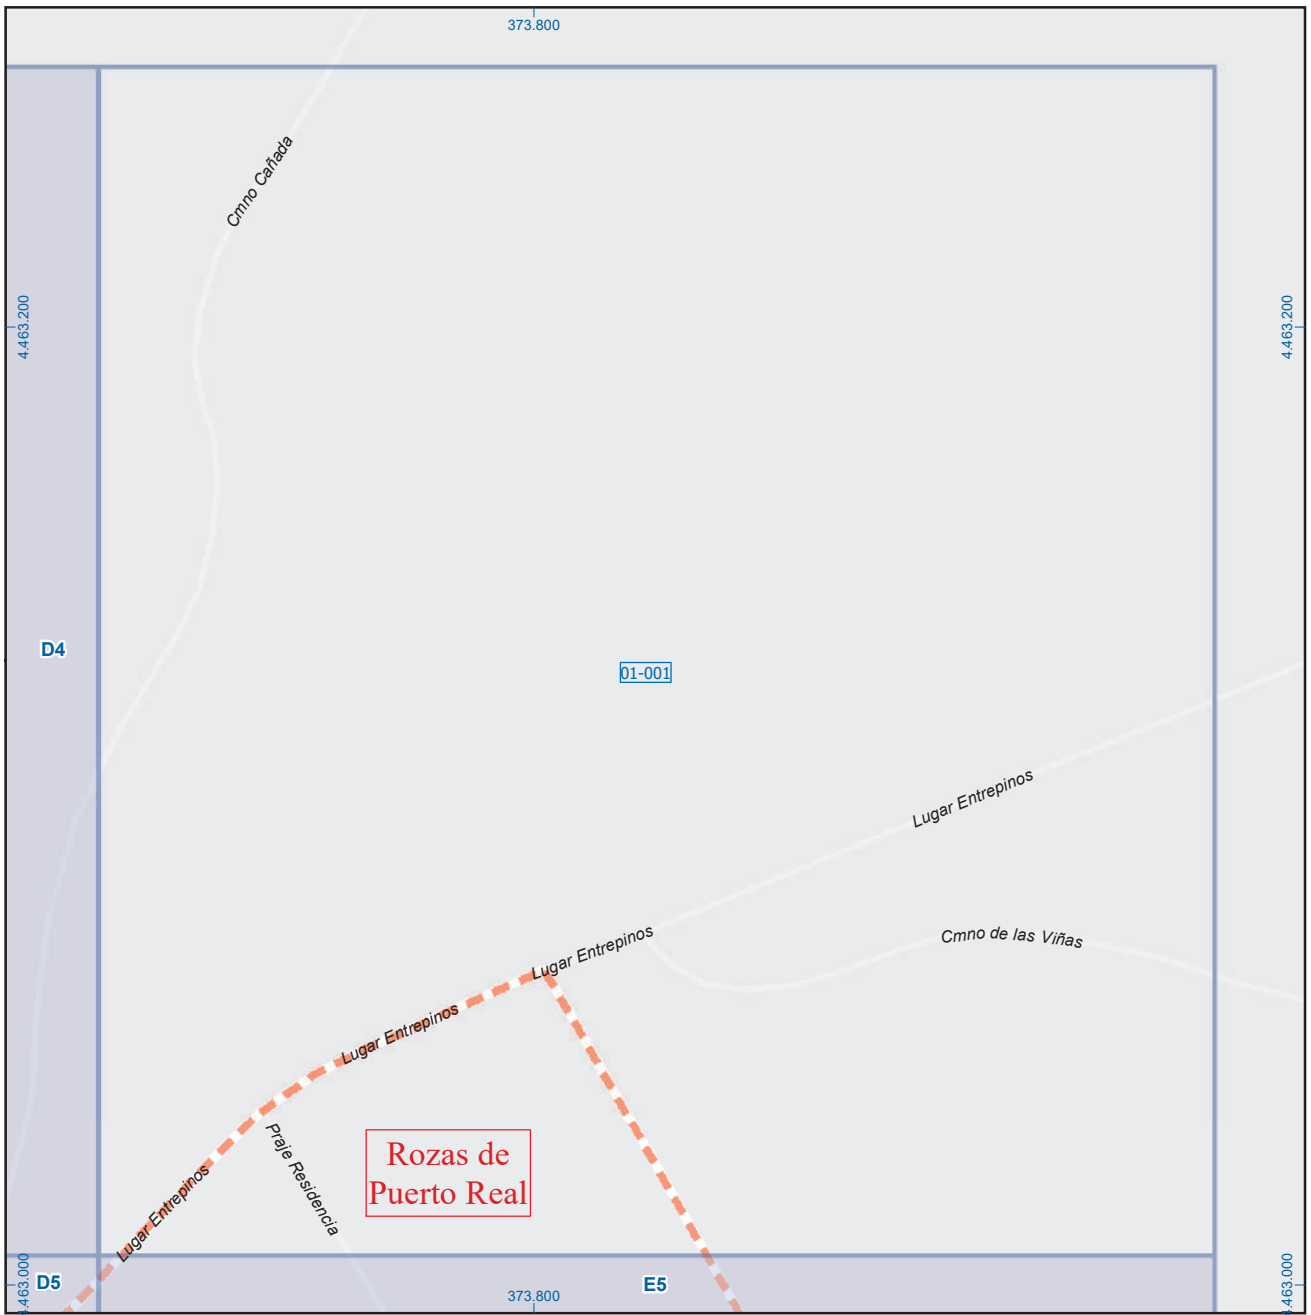 373.800
Cmno Cañada
4.463.200
4.463.200
D4
01-001
Lugar Entrepinos
Lugar Entrepinos
Cmno de las Viñas
Lugar Entrepinos
Praje Residencia
Rozas de
Puerto Real
Lugar Entrepinos
4.463.000
D5
373.800
E5
4.463.000